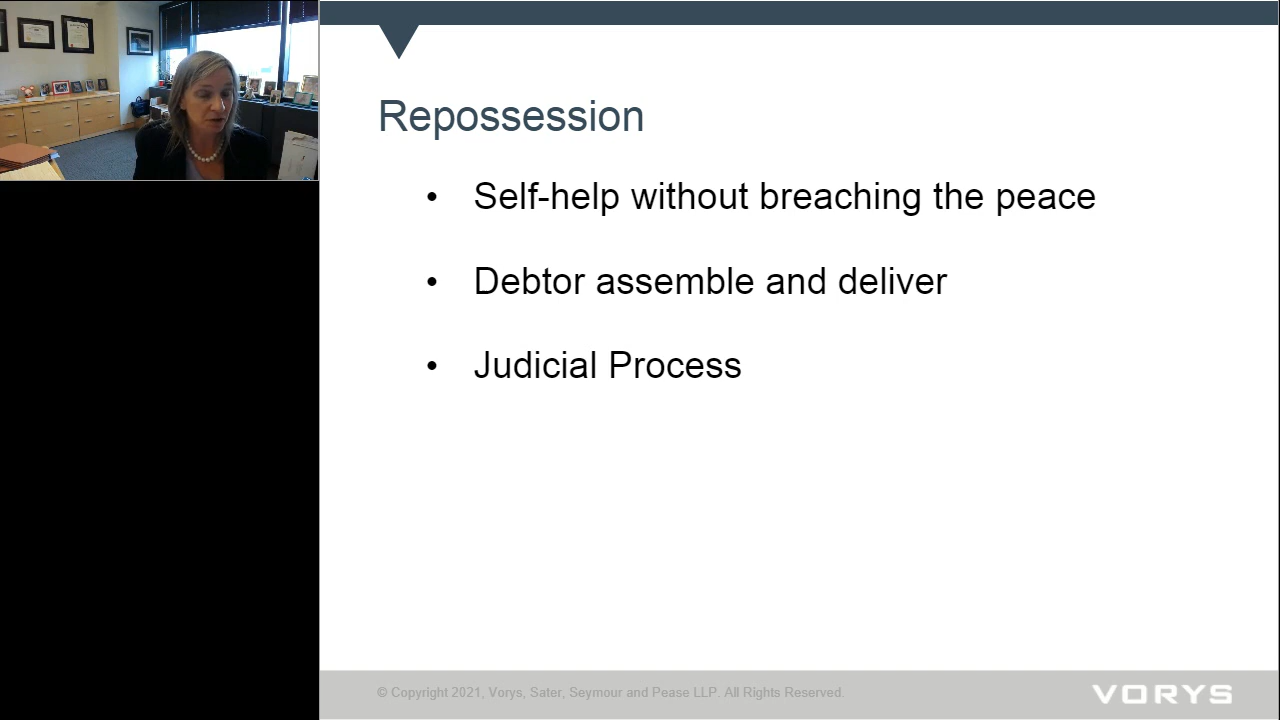 Repossession
• Self-help without breaching the peace
• Debtor assemble and deliver
• Judicial Process
© Copyright 2021, Vorys, Sater, Seymour and Pease LLP. All Rights Reserved.
VORYS